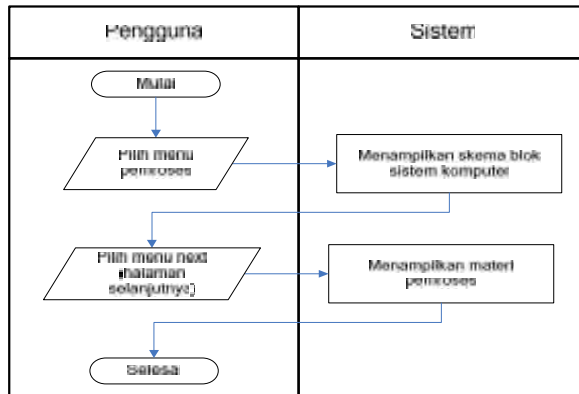 Pengguna
Sistem
Mulai
Pilih menu
pemroses
Menampilkan skema blok
sistem komputer
Pilih menu next
(halaman
selanjutnya)
Menampilkan materi
pemroses
Selesai